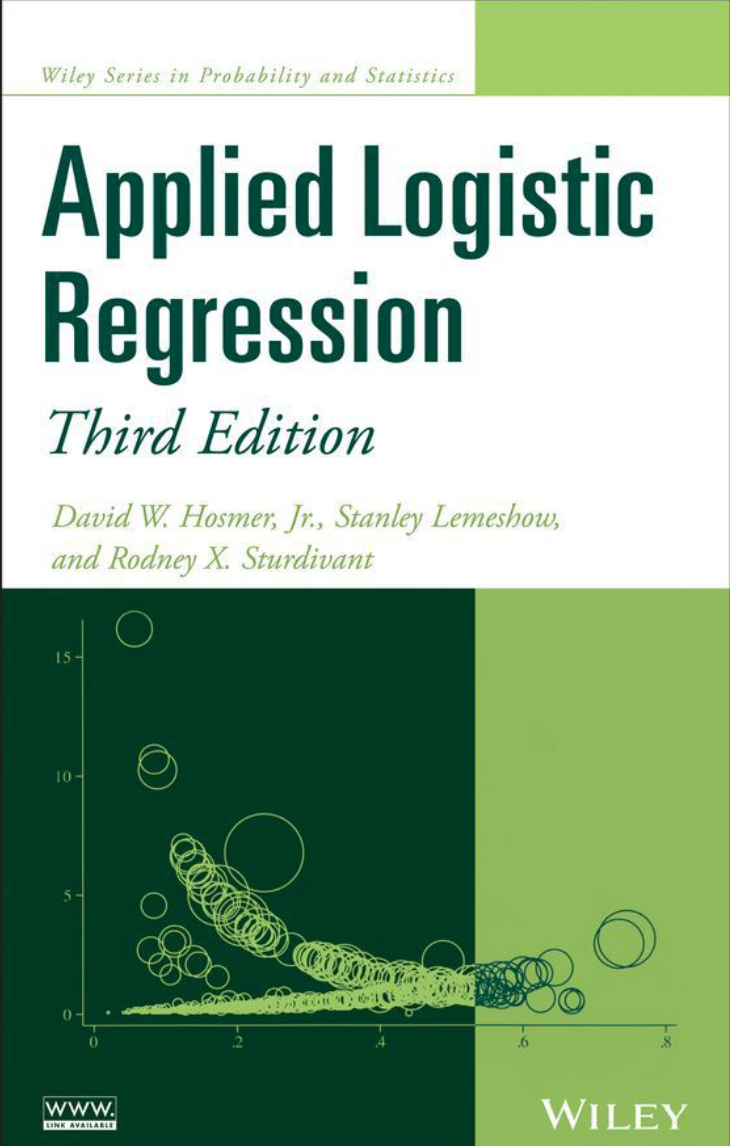 Wiley Series in Probability and Statistics
Applied Logistic
Regression
Third Edition
David W. Hosmer, Jr., Stanley Lemeshow,
and Rodney X. Sturdivant
15
10
5
0
0 .2 .4 .6 .8
WWW.
LINK AVAILABLE
WILEY